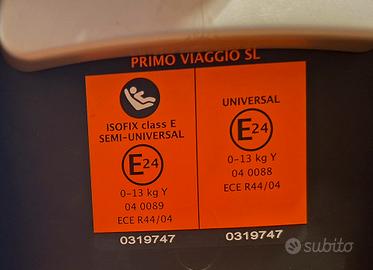 PRIMO VIAGGIO SL
ISOFIX class E
SEMI-UNIVERSAL
E24
0-13 kg Y
04 0089
ECE R44/04
0319747
UNIVERSAL
E24
0-13 kg Y
04 0088
ECE R44/04
0319747
subito